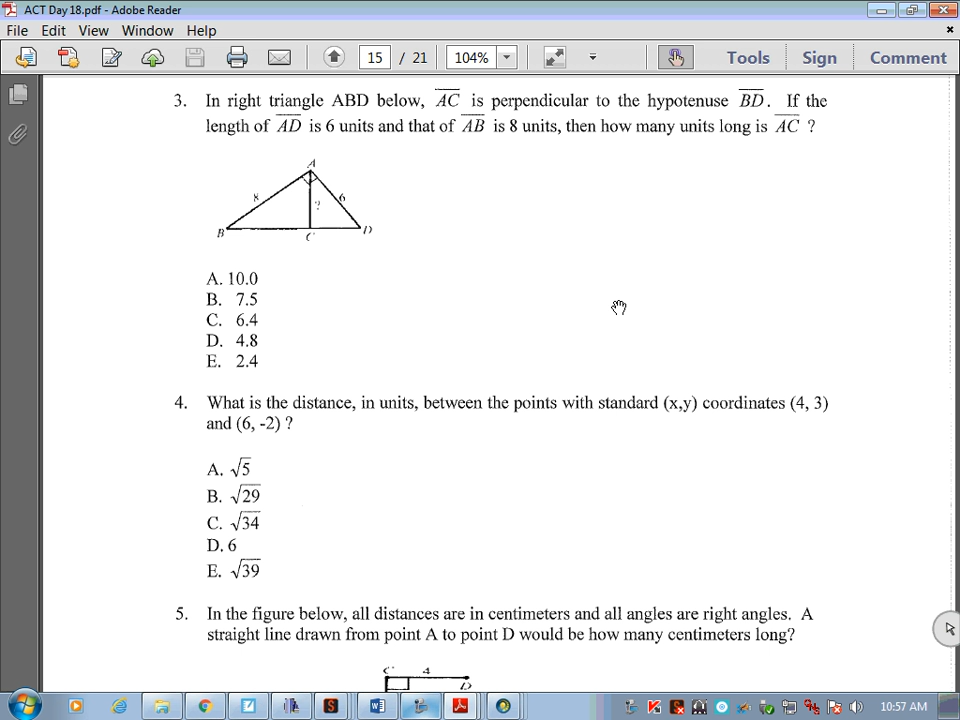 ACT Day 18.pdf - Adobe Reader
File Edit View Window Help
15 / 21 104% Tools Sign Comment
3. In right triangle ABD below, AC is perpendicular to the hypotenuse BD. If the
length of AD is 6 units and that of AB is 8 units, then how many units long is AC ?
A
8 ? 6
B C D
A. 10.0
B. 7.5
C. 6.4
D. 4.8
E. 2.4
4. What is the distance, in units, between the points with standard (x,y) coordinates (4, 3)
and (6, -2) ?
A. √5
B. √29
C. √34
D. 6
E. √39
5. In the figure below, all distances are in centimeters and all angles are right angles. A
straight line drawn from point A to point D would be how many centimeters long?
C 4
D
10:57 AM